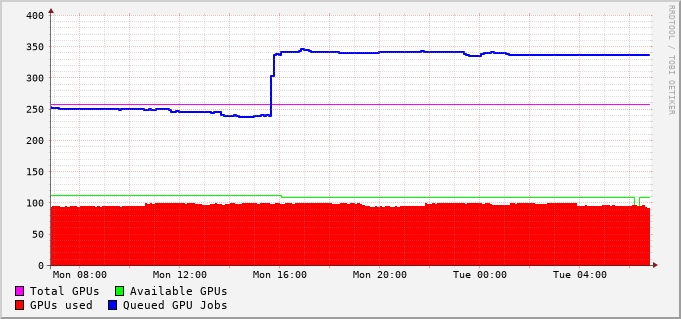 400
350
300
250
200
150
100
50
0
Mon 08:00 Mon 12:00 Mon 16:00 Mon 20:00 Tue 00:00 Tue 04:00
Total GPUs Available GPUs
GPUs used Queued GPU Jobs
RRDTOOL / TOBI OETIKER